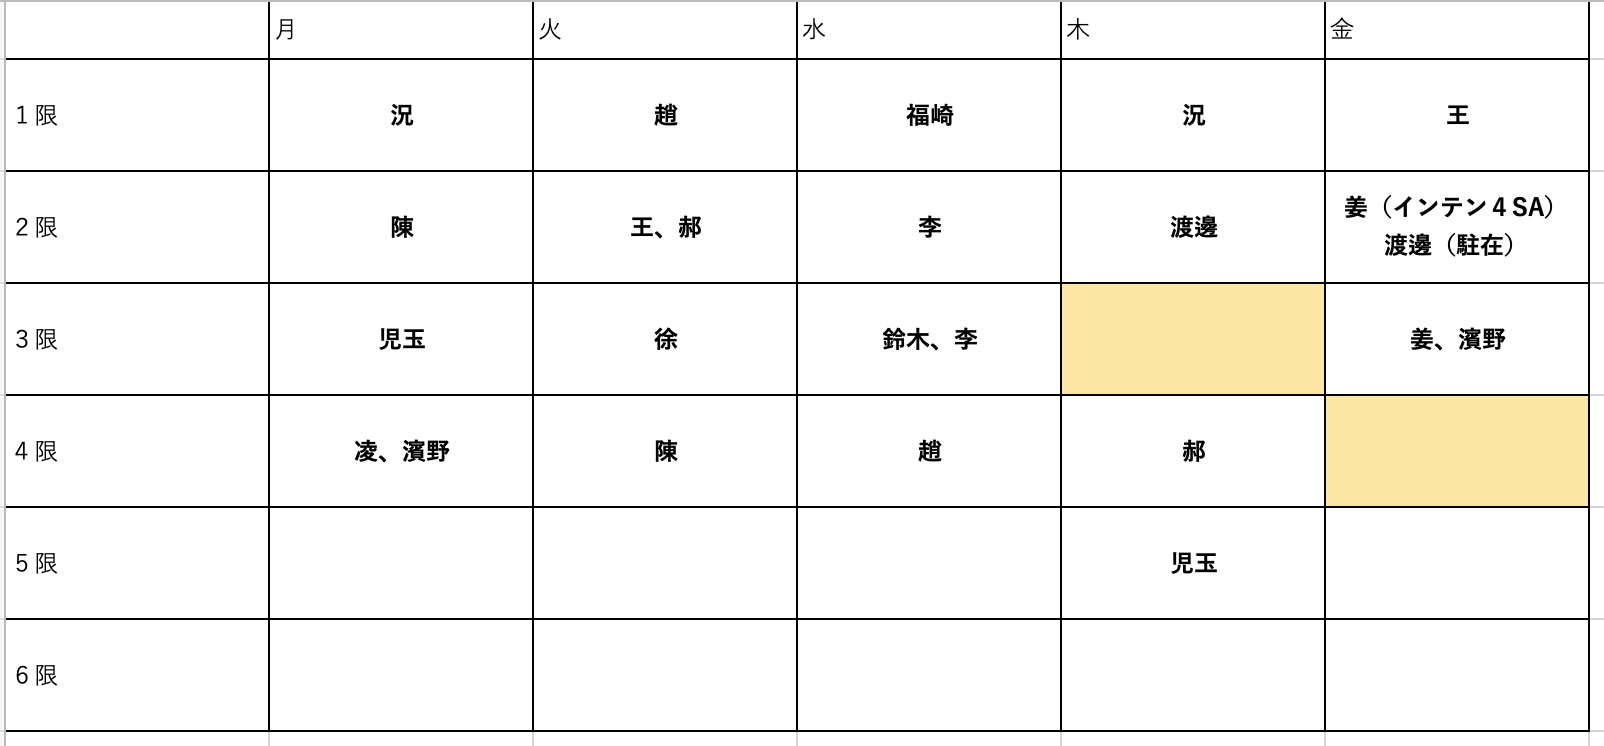 月 火 水 木 金
1 限 況 趙 福崎 況 王
2 限 陳 王、郝 李 渡邊 姜（インテン 4 SA）
渡邊（駐在）
3 限 児玉 徐 鈴木、李 姜、濱野
4 限 凌、濱野 陳 趙 郝
5 限 児玉
6 限